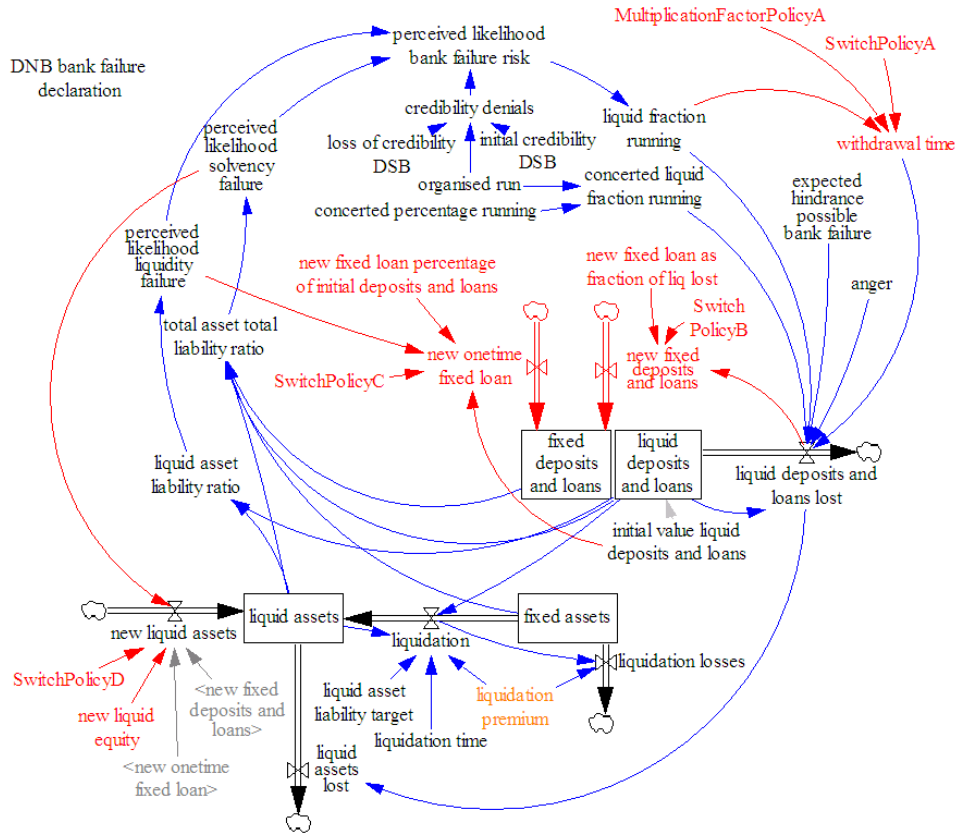 MultiplicationFactorPolicyA
perceived likelihood
bank failure risk
SwitchPolicyA
DNB bank failure
declaration
credibility denials
liquid fraction
running
perceived
likelihood
solvency
failure
loss of credibility
DSB
initial credibility
DSB
withdrawal time
organised run
concerted liquid
fraction running
expected
hindrance
possible
bank failure
concerted percentage running
perceived
likelihood
liquidity
failure
new fixed loan percentage
of initial deposits and loans
new fixed loan as
fraction of liq lost
anger
Switch
PolicyB
total asset total
liability ratio
new onetime
fixed loan
new fixed
deposits
and loans
SwitchPolicyC
fixed
deposits
and loans
liquid
deposits
and loans
liquid asset
liability ratio
liquid deposits and
loans lost
initial value liquid
deposits and loans
liquid assets
fixed assets
new liquid assets
liquidation
liquidation losses
SwitchPolicyD
<new fixed
deposits and
loans>
liquid asset
liability target
liquidation
premium
new liquid
equity
liquidation time
<new onetime
fixed loan>
liquid
assets
lost